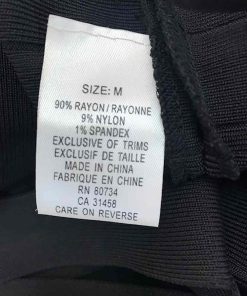 SIZE: M
90% RAYON/RAYONNE
9% NYLON
1% SPANDEX
EXCLUSIVE OF TRIMS
EXCLUSIF DE TAILLE
MADE IN CHINA
FABRIQUE EN CHINE
RN 80734
CA 31458
CARE ON REVERSE